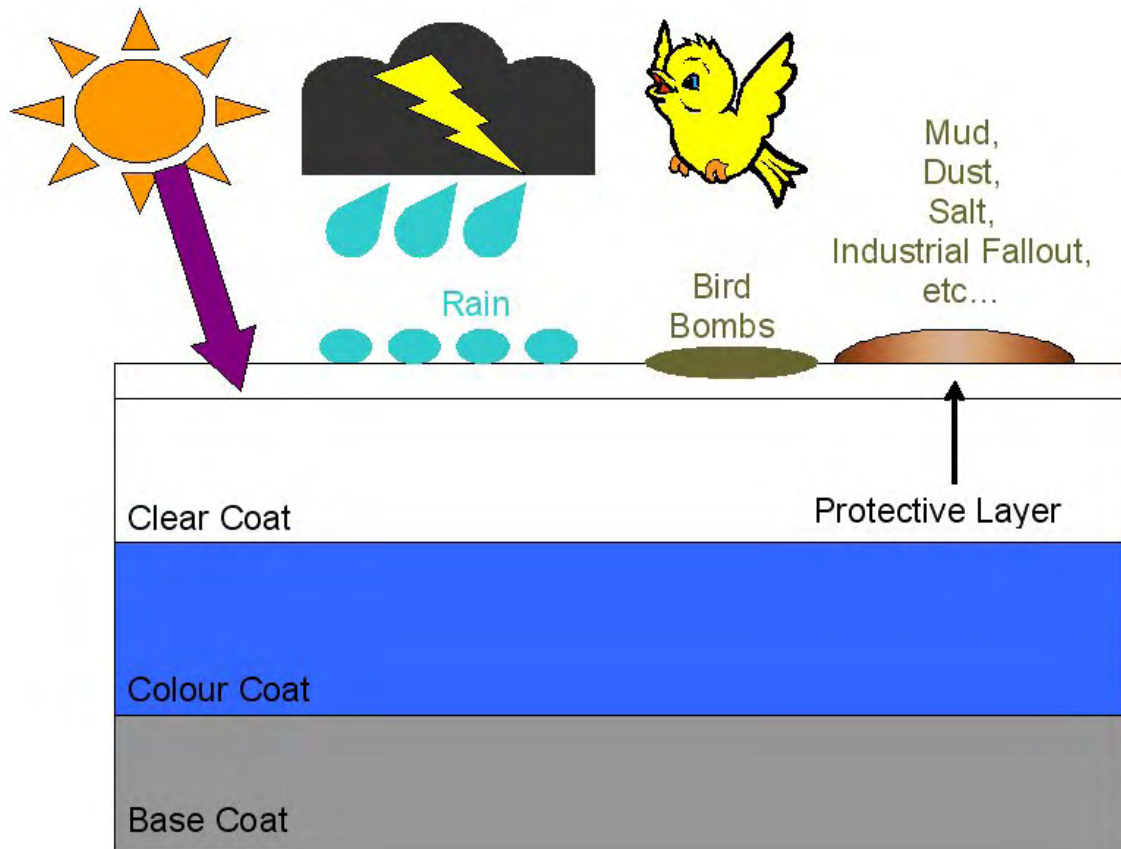 Mud,
Dust,
Salt,
Industrial Fallout,
etc...
Rain
Bird
Bombs
Protective Layer
Clear Coat
Colour Coat
Base Coat